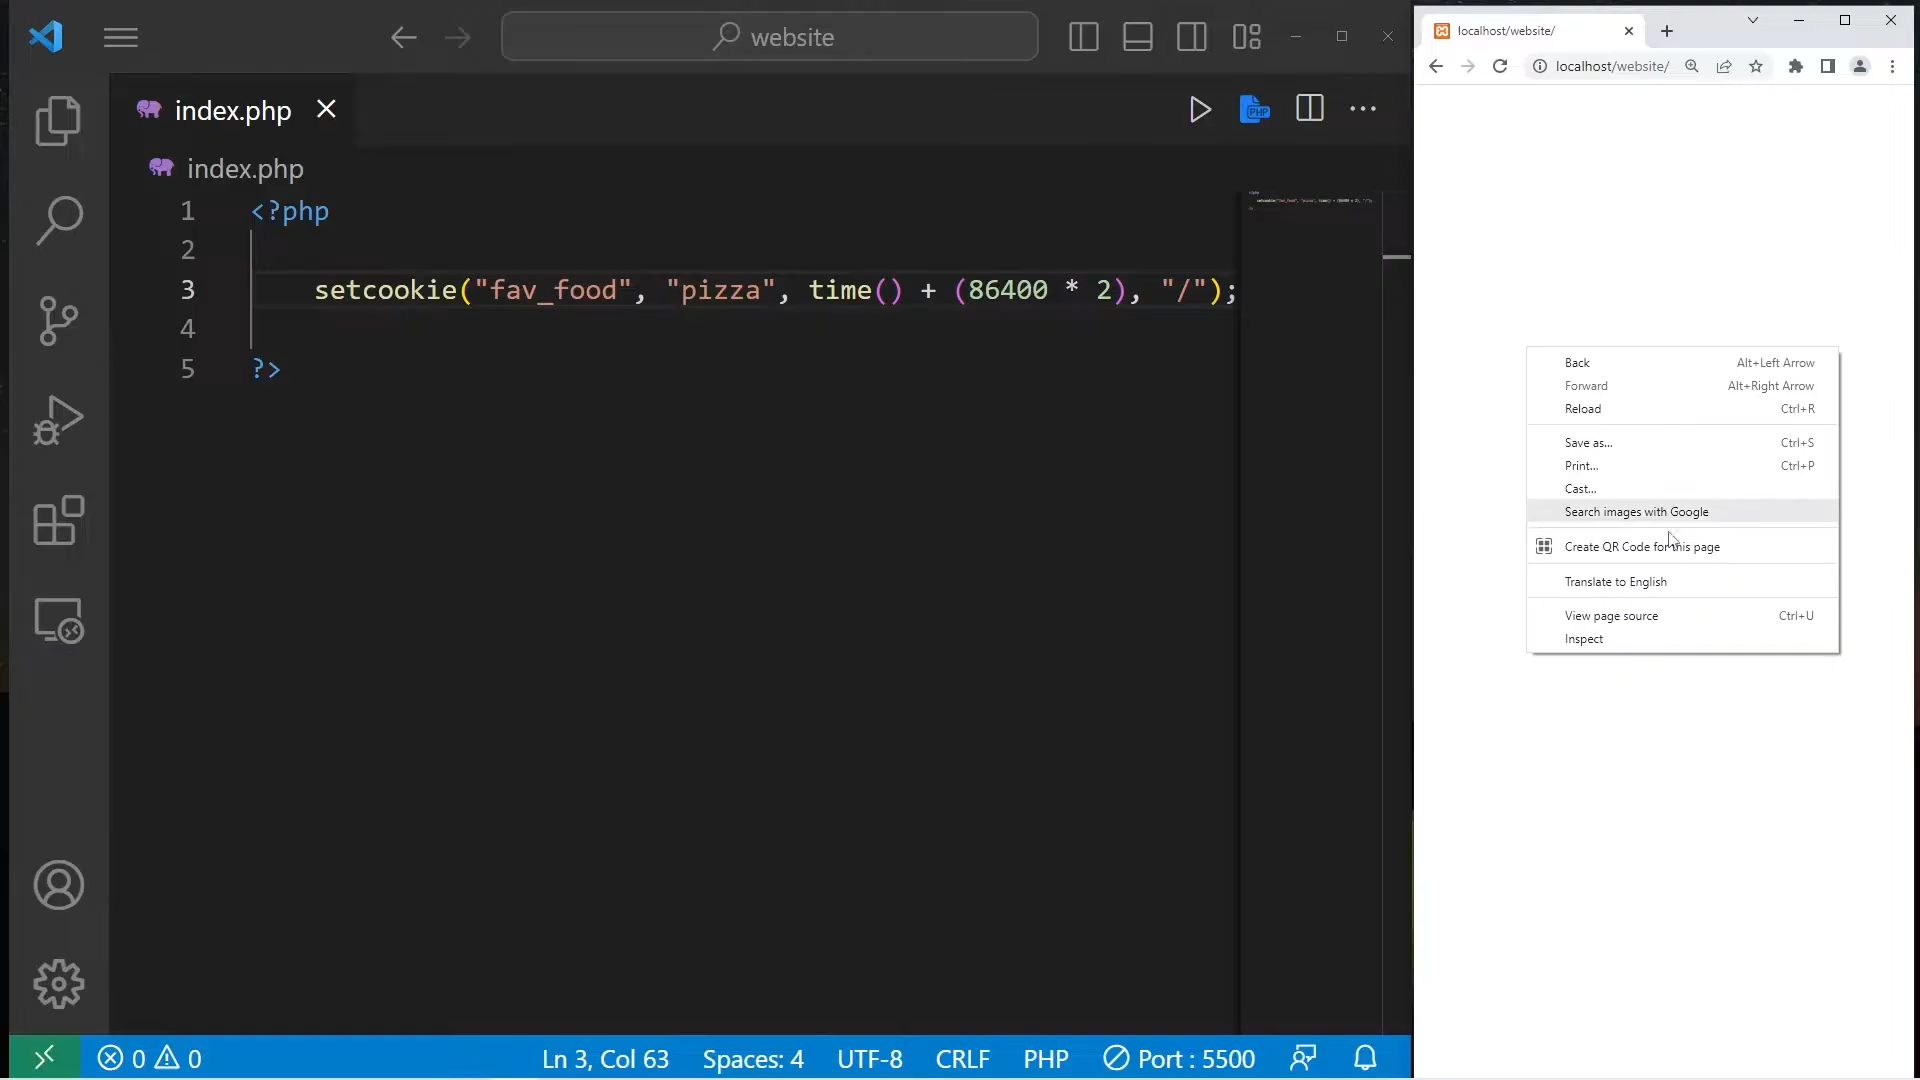 website
index.php
index.php
1 <?php
2
3 setcookie("fav_food", "pizza", time() + (86400 * 2), "/");
4
5 ?>
0 0 Ln 3, Col 63 Spaces: 4 UTF-8 CRLF PHP Port : 5500
localhost/website/
localhost/website/
Back Alt+Left Arrow
Forward Alt+Right Arrow
Reload Ctrl+R
Save as... Ctrl+S
Print... Ctrl+P
Cast...
Search images with Google
Create QR Code for this page
Translate to English
View page source Ctrl+U
Inspect